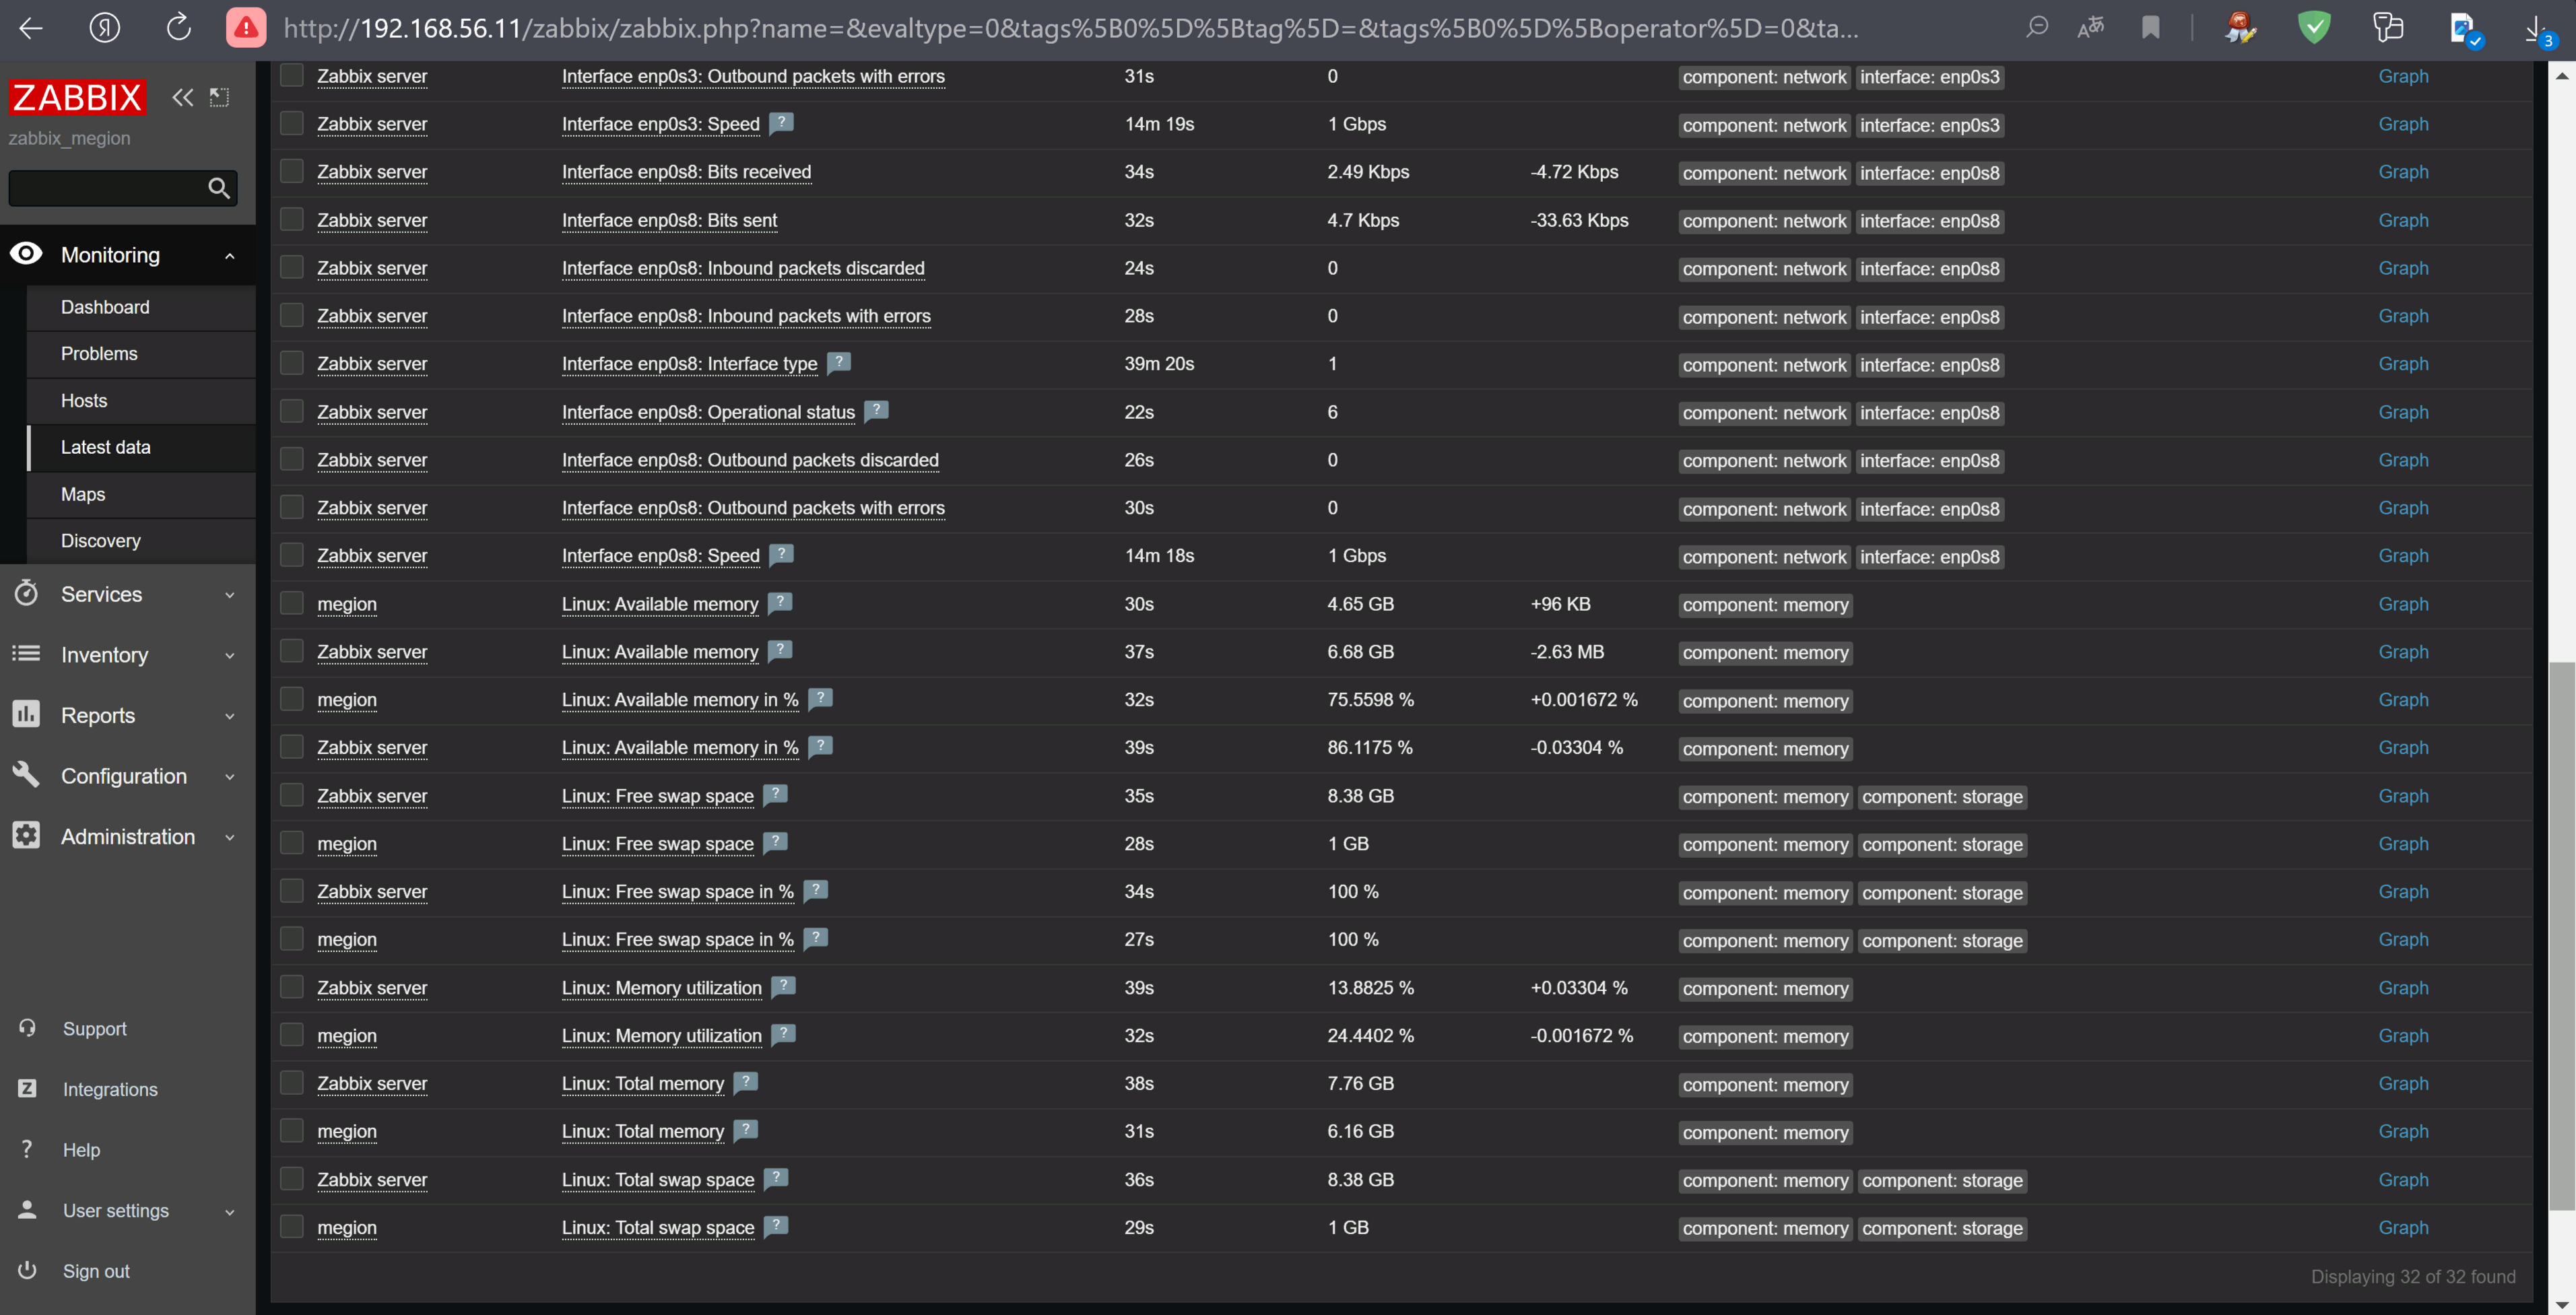 http://192.168.56.11/zabbix/zabbix.php?name=&evaltype=0&tags%5B0%5D%5Btag%5D=&tags%5B0%5D%5Boperator%5D=0&ta...
3
ZABBIX
zabbix_megion
Monitoring
Dashboard
Problems
Hosts
Latest data
Maps
Discovery
Services
Inventory
Reports
Configuration
Administration
Support
Z Integrations
? Help
User settings
Sign out
Zabbix server Interface enp0s3: Outbound packets with errors 31s 0 component: network interface: enp0s3 Graph
Zabbix server Interface enp0s3: Speed ? 14m 19s 1 Gbps component: network interface: enp0s3 Graph
Zabbix server Interface enp0s8: Bits received 34s 2.49 Kbps -4.72 Kbps component: network interface: enp0s8 Graph
Zabbix server Interface enp0s8: Bits sent 32s 4.7 Kbps -33.63 Kbps component: network interface: enp0s8 Graph
Zabbix server Interface enp0s8: Inbound packets discarded 24s 0 component: network interface: enp0s8 Graph
Zabbix server Interface enp0s8: Inbound packets with errors 28s 0 component: network interface: enp0s8 Graph
Zabbix server Interface enp0s8: Interface type ? 39m 20s 1 component: network interface: enp0s8 Graph
Zabbix server Interface enp0s8: Operational status ? 22s 6 component: network interface: enp0s8 Graph
Zabbix server Interface enp0s8: Outbound packets discarded 26s 0 component: network interface: enp0s8 Graph
Zabbix server Interface enp0s8: Outbound packets with errors 30s 0 component: network interface: enp0s8 Graph
Zabbix server Interface enp0s8: Speed ? 14m 18s 1 Gbps component: network interface: enp0s8 Graph
megion Linux: Available memory ? 30s 4.65 GB +96 KB component: memory Graph
Zabbix server Linux: Available memory ? 37s 6.68 GB -2.63 MB component: memory Graph
megion Linux: Available memory in % ? 32s 75.5598 % +0.001672 % component: memory Graph
Zabbix server Linux: Available memory in % ? 39s 86.1175 % -0.03304 % component: memory Graph
Zabbix server Linux: Free swap space ? 35s 8.38 GB component: memory component: storage Graph
megion Linux: Free swap space ? 28s 1 GB component: memory component: storage Graph
Zabbix server Linux: Free swap space in % ? 34s 100 % component: memory component: storage Graph
megion Linux: Free swap space in % ? 27s 100 % component: memory component: storage Graph
Zabbix server Linux: Memory utilization ? 39s 13.8825 % +0.03304 % component: memory Graph
megion Linux: Memory utilization ? 32s 24.4402 % -0.001672 % component: memory Graph
Zabbix server Linux: Total memory ? 38s 7.76 GB component: memory Graph
megion Linux: Total memory ? 31s 6.16 GB component: memory Graph
Zabbix server Linux: Total swap space ? 36s 8.38 GB component: memory component: storage Graph
megion Linux: Total swap space ? 29s 1 GB component: memory component: storage Graph
Displaying 32 of 32 found